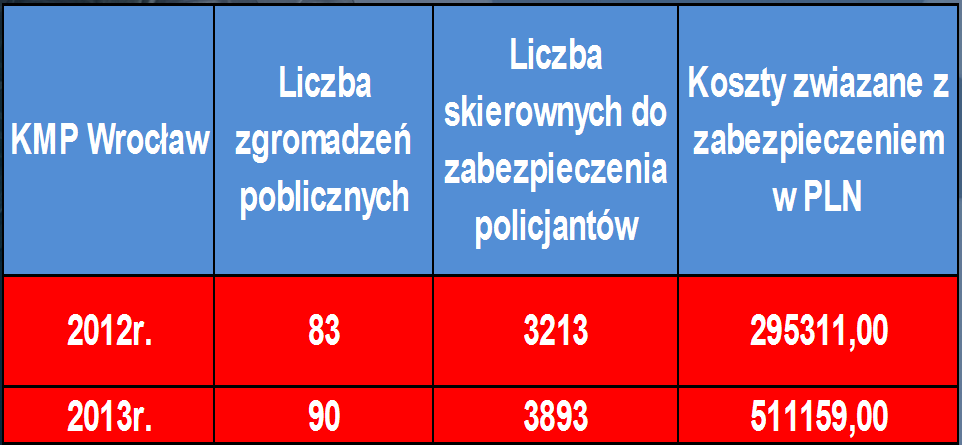 KMP Wrocław
Liczba
zgromadzeń
poblicznych
Liczba
skierownych do
zabezpieczenia
policjantów
Koszty zwiazane z
zabezpieczeniem
w PLN
2012r.
83
3213
295311,00
2013r.
90
3893
511159,00